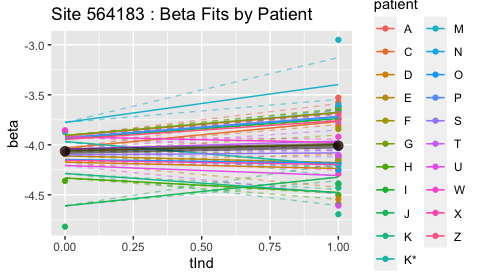 Site 564183 : Beta Fits by Patient
patient
A M
C N
D O
E P
F S
G T
H U
I W
J X
K Z
K*
-3.0
-3.5
-4.0
-4.5
beta
0.00 0.25 0.50 0.75 1.00
tInd